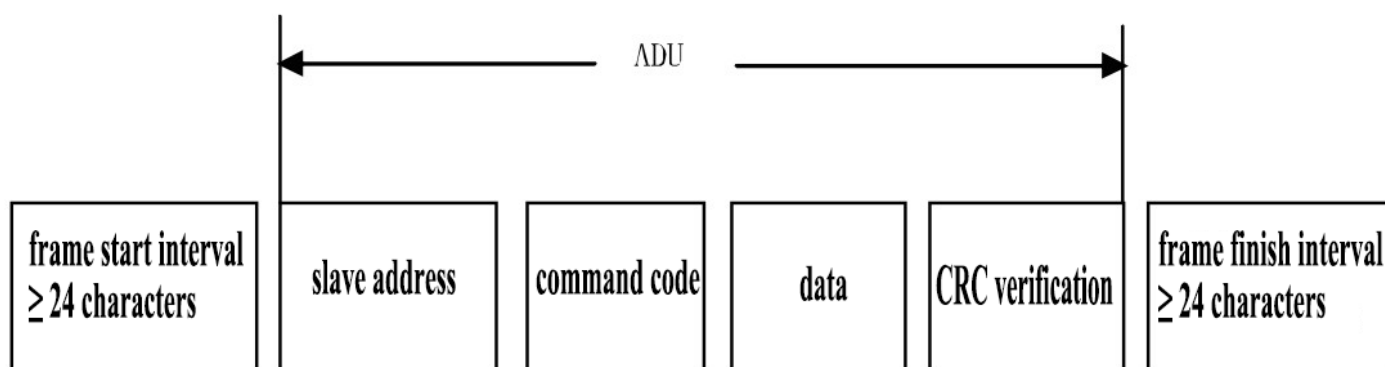 ADU
frame start interval
≥ 24 characters
slave address
command code
data
CRC verification
frame finish interval
≥ 24 characters